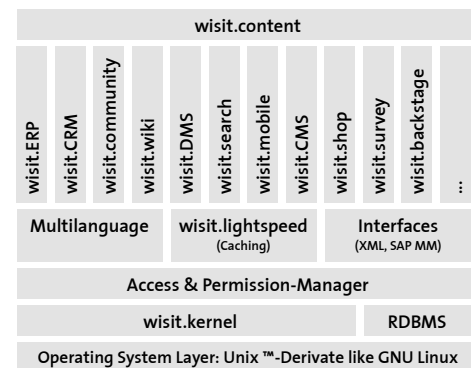 wisit.content
wisit.ERP
wisit.CRM
wisit.community
wisit.wiki
wisit.DMS
wisit.search
wisit.mobile
wisit.CMS
wisit.shop
wisit.survey
wisit.backstage
...
Multilanguage
wisit.lightspeed
(Caching)
Interfaces
(XML, SAP MM)
Access & Permission-Manager
wisit.kernel
RDBMS
Operating System Layer: Unix ™-Derivate like GNU Linux